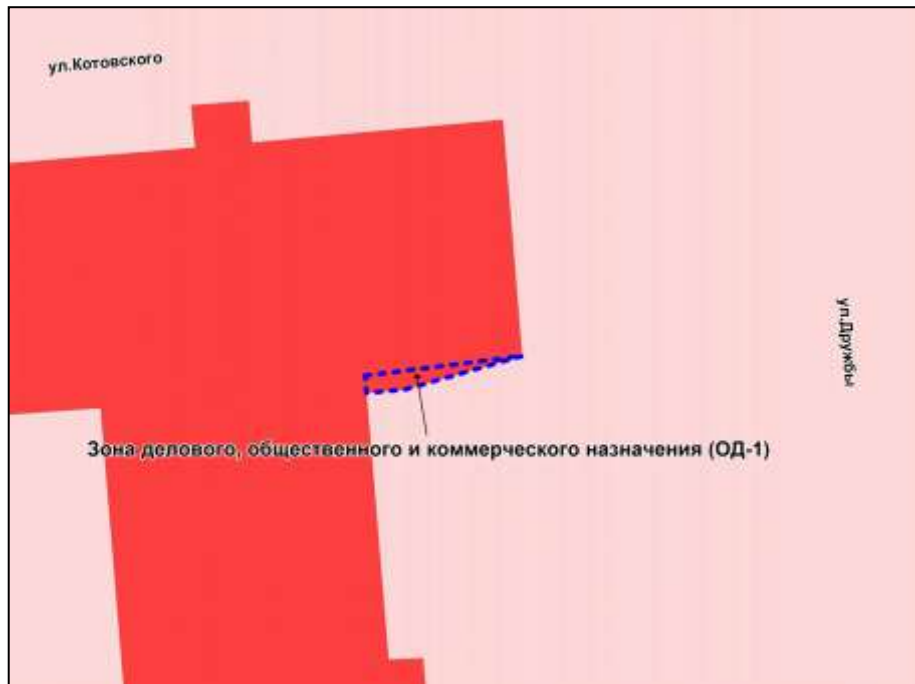 ул.Котовского
ул.Дружбы
Зона делового, общественного и коммерческого назначения (ОД-1)